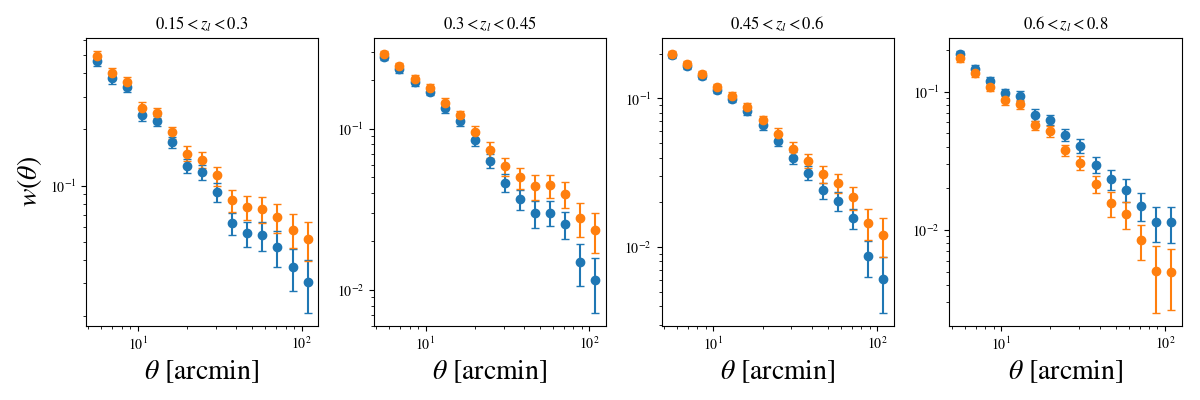 0.15 < z_l < 0.3
0.3 < z_l < 0.45
0.45 < z_l < 0.6
0.6 < z_l < 0.8
w(θ)
10^{-1}
10^1
10^2
θ [arcmin]
10^{-1}
10^{-2}
10^1
10^2
θ [arcmin]
10^{-1}
10^{-2}
10^1
10^2
θ [arcmin]
10^{-1}
10^{-2}
10^1
10^2
θ [arcmin]